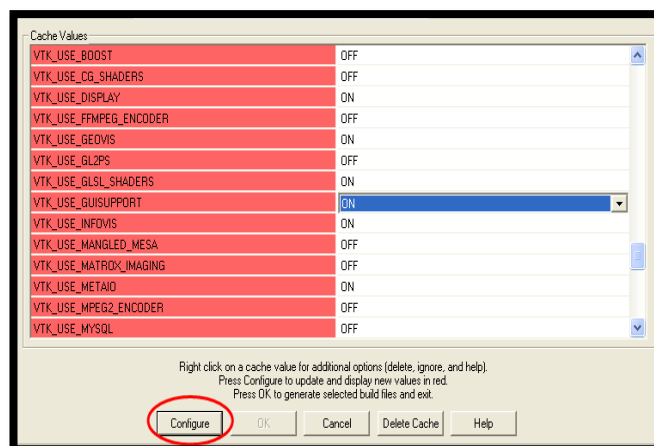 Cache Values
VTK_USE_BOOST OFF
VTK_USE_CG_SHADERS OFF
VTK_USE_DISPLAY ON
VTK_USE_FFMPEG_ENCODER OFF
VTK_USE_GEOVIS ON
VTK_USE_GL2PS OFF
VTK_USE_GLSL_SHADERS ON
VTK_USE_GUISUPPORT ON
VTK_USE_INFOVIS ON
VTK_USE_MANGLED_MESA OFF
VTK_USE_MATROX_IMAGING OFF
VTK_USE_METAIO ON
VTK_USE_MPEG2_ENCODER OFF
VTK_USE_MYSQL OFF
Right click on a cache value for additional options (delete, ignore, and help).
Press Configure to update and display new values in red.
Press OK to generate selected build files and exit.
Configure OK Cancel Delete Cache Help